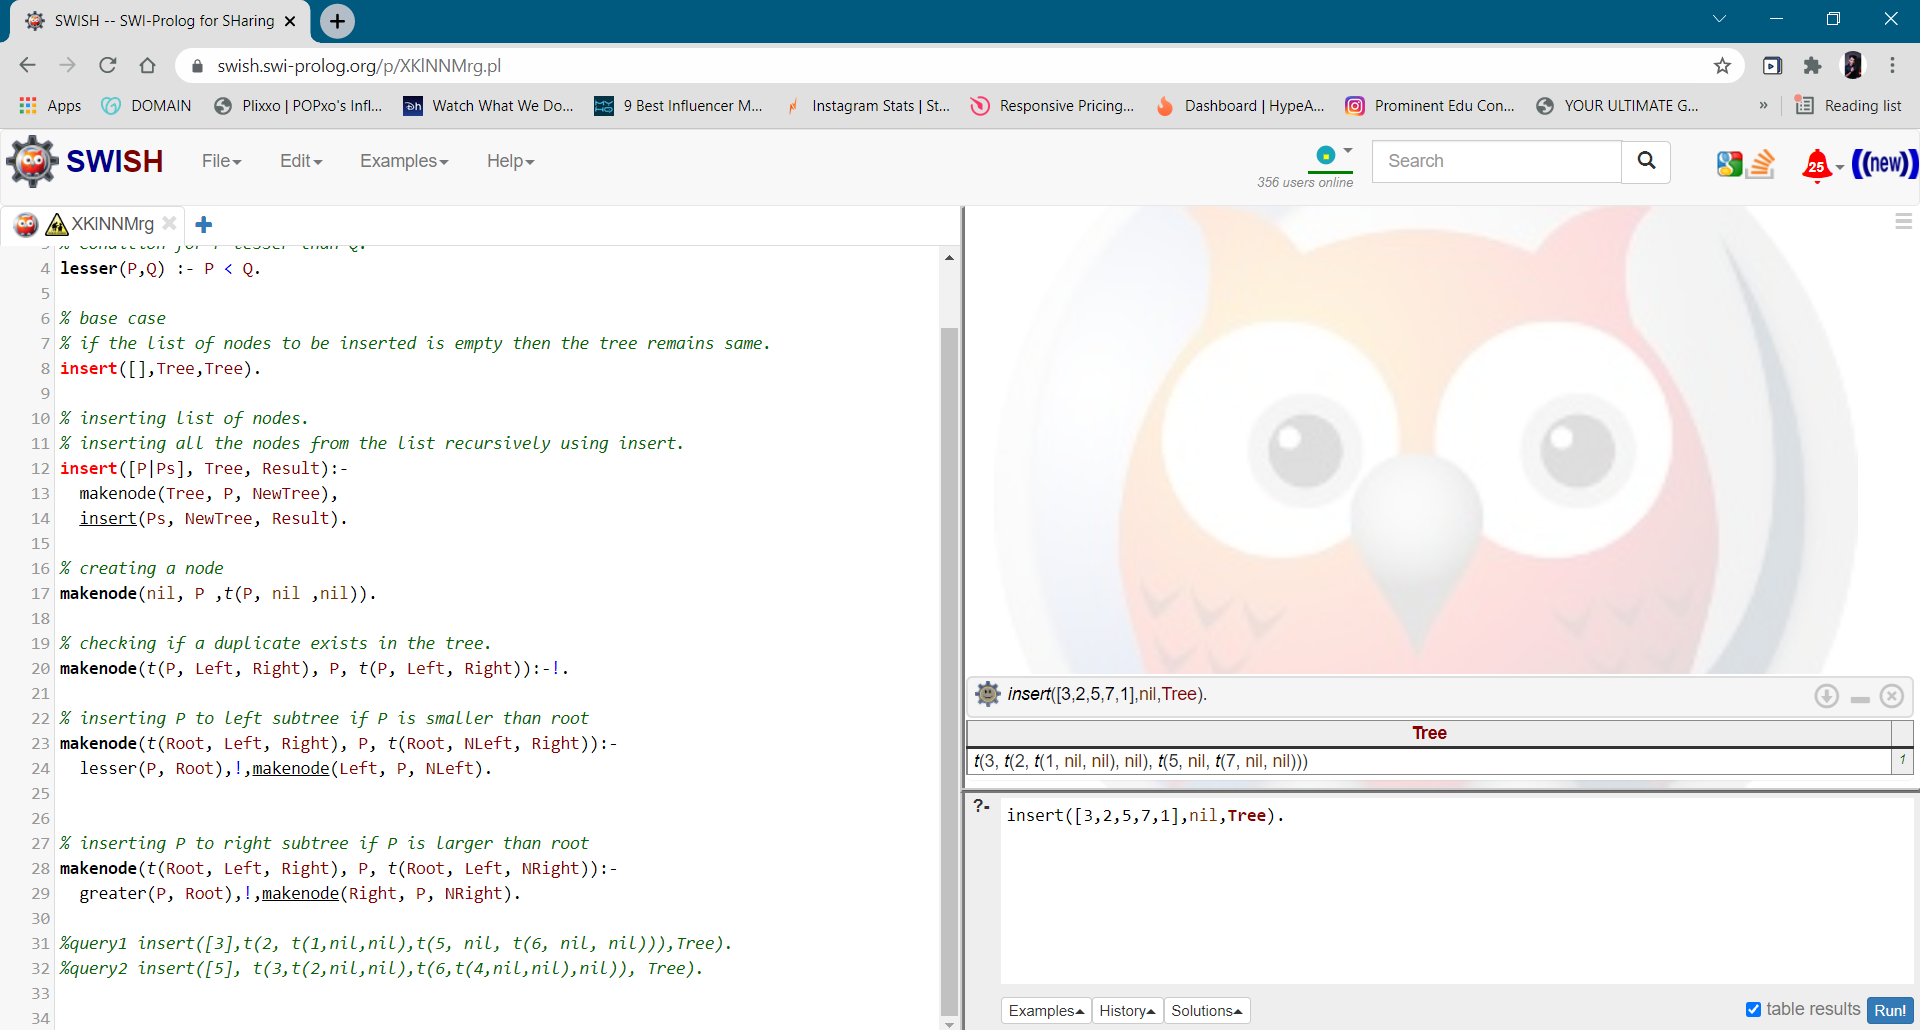 SWISH -- SWI-Prolog for SHaring
swish.swi-prolog.org/p/XKlNNMrg.pl
Apps DOMAIN Plixxo | POPxo's Infl... Watch What We Do... 9 Best Influencer M... Instagram Stats | St... Responsive Pricing... Dashboard | HypeA... Prominent Edu Con... YOUR ULTIMATE G... » Reading list
SWISH File Edit Examples Help 356 users online Search 25 ((new))
XKlNNMrg
3 % Condition for P lesser than Q.
4 lesser(P,Q) :- P < Q.
5
6 % base case
7 % if the list of nodes to be inserted is empty then the tree remains same.
8 insert([],Tree,Tree).
9
10 % inserting list of nodes.
11 % inserting all the nodes from the list recursively using insert.
12 insert([P|Ps], Tree, Result):-
13 makenode(Tree, P, NewTree),
14 insert(Ps, NewTree, Result).
15
16 % creating a node
17 makenode(nil, P ,t(P, nil ,nil)).
18
19 % checking if a duplicate exists in the tree.
20 makenode(t(P, Left, Right), P, t(P, Left, Right)):-!.
21
22 % inserting P to left subtree if P is smaller than root
23 makenode(t(Root, Left, Right), P, t(Root, NLeft, Right)):-
24 lesser(P, Root),!,makenode(Left, P, NLeft).
25
26
27 % inserting P to right subtree if P is larger than root
28 makenode(t(Root, Left, Right), P, t(Root, Left, NRight)):-
29 greater(P, Root),!,makenode(Right, P, NRight).
30
31 %query1 insert([3],t(2, t(1,nil,nil),t(5, nil, t(6, nil, nil))),Tree).
32 %query2 insert([5], t(3,t(2,nil,nil),t(6,t(4,nil,nil),nil)), Tree).
33
34
insert([3,2,5,7,1],nil,Tree).
Tree
t(3, t(2, t(1, nil, nil), nil), t(5, nil, t(7, nil, nil))) 1
?- insert([3,2,5,7,1],nil,Tree).
Examples History Solutions table results Run!